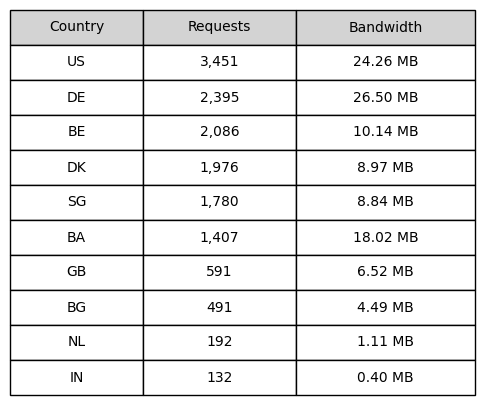 Country Requests Bandwidth
US 3,451 24.26 MB
DE 2,395 26.50 MB
BE 2,086 10.14 MB
DK 1,976 8.97 MB
SG 1,780 8.84 MB
BA 1,407 18.02 MB
GB 591 6.52 MB
BG 491 4.49 MB
NL 192 1.11 MB
IN 132 0.40 MB